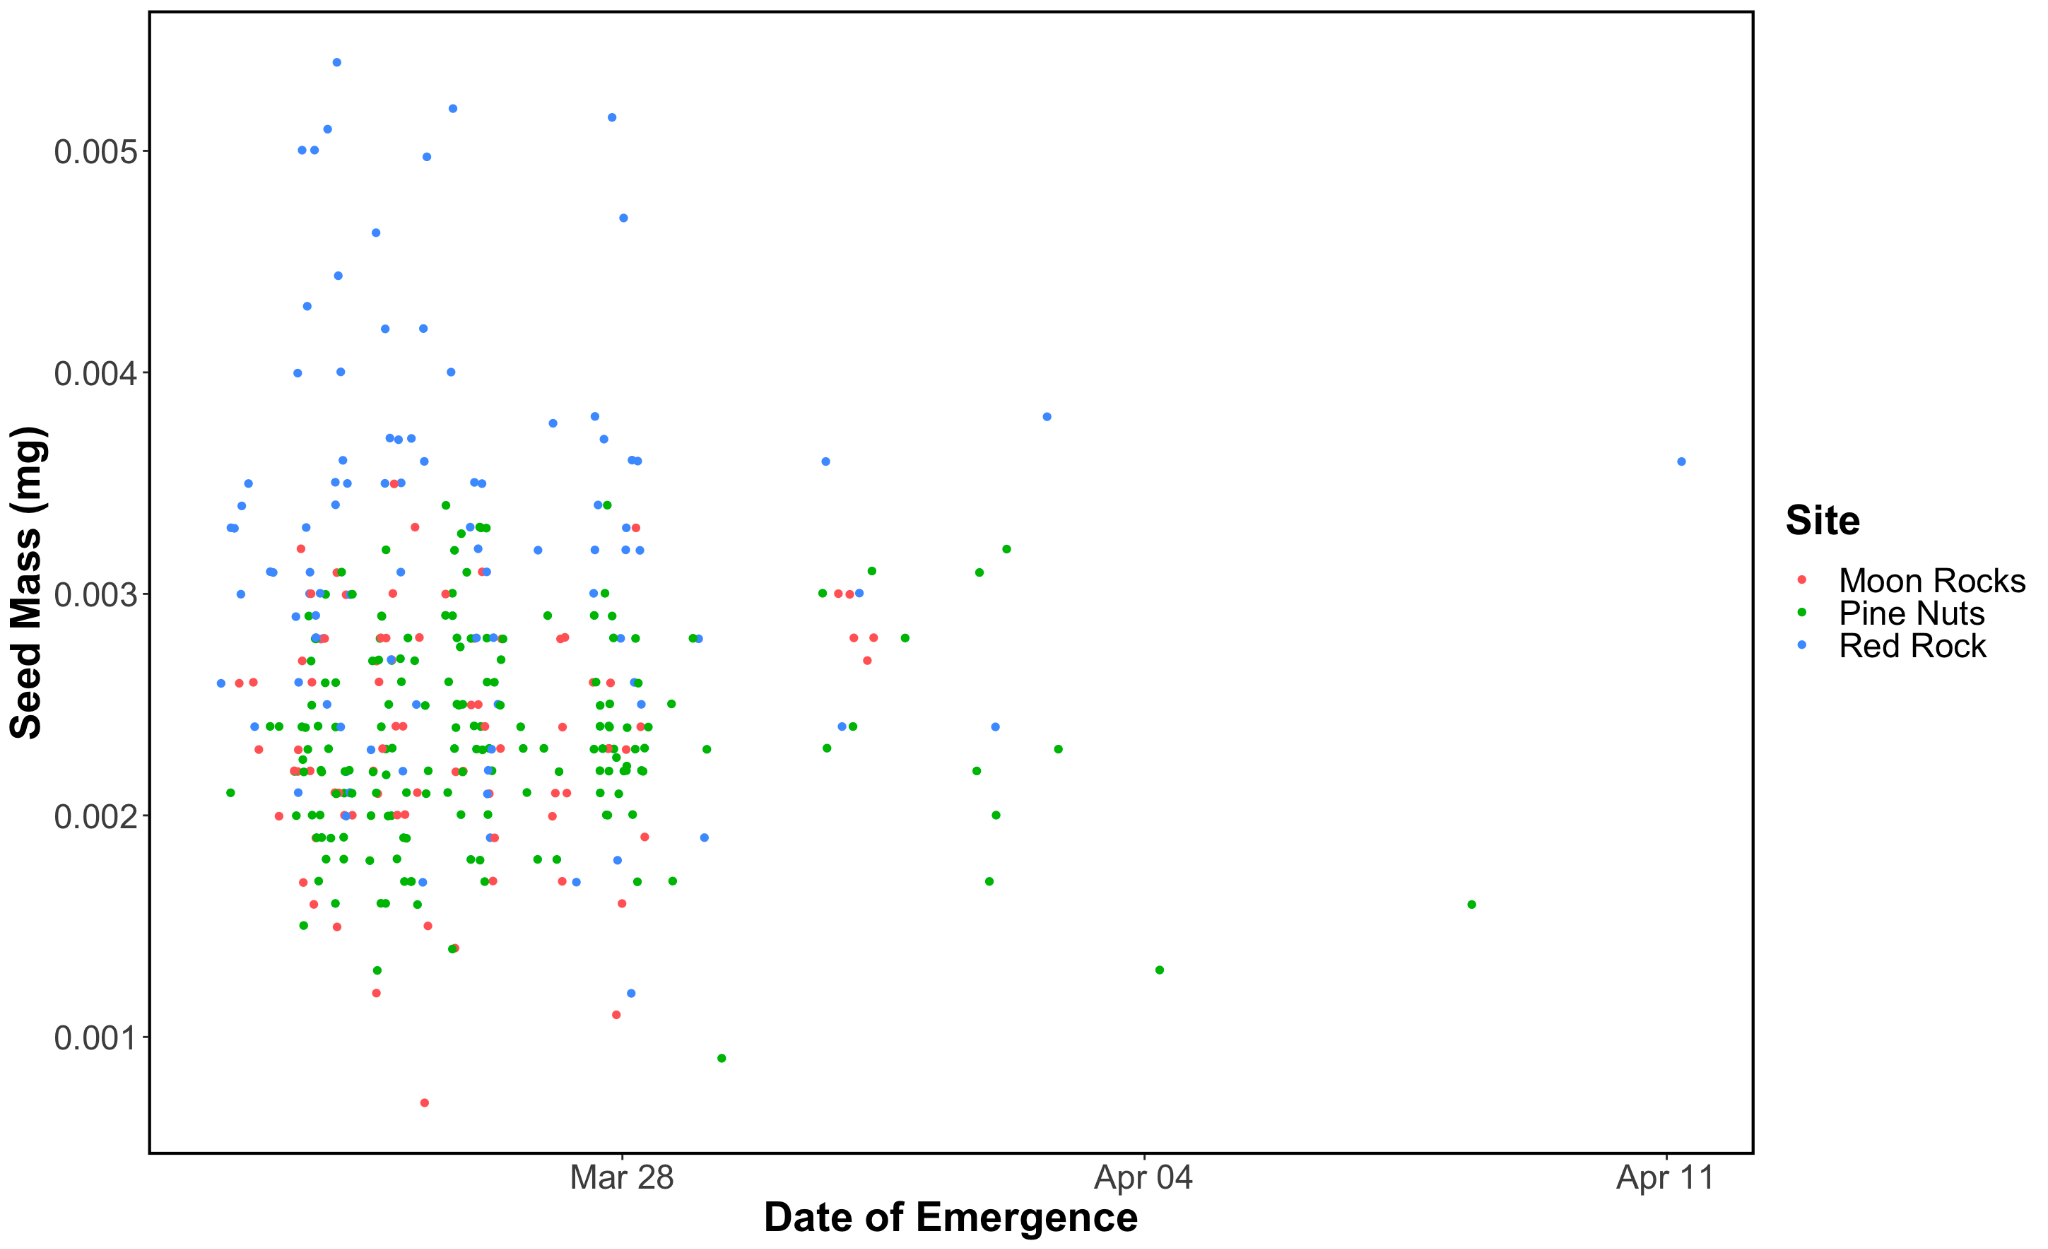 0.005
0.004
0.003
0.002
0.001
Seed Mass (mg)
Mar 28
Apr 04
Apr 11
Date of Emergence
Site
Moon Rocks
Pine Nuts
Red Rock